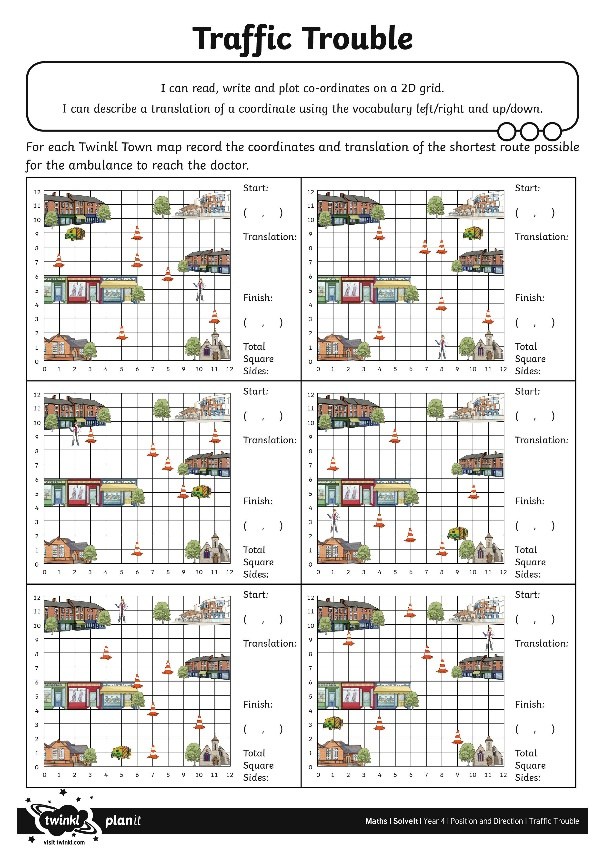 Traffic Trouble
I can read, write and plot co-ordinates on a 2D grid.
I can describe a translation of a coordinate using the vocabulary left/right and up/down.
For each Twinkl Town map record the coordinates and translation of the shortest route possible
for the ambulance to reach the doctor.
12
11
10
9
8
7
6
5
4
3
2
1
0
0 1 2 3 4 5 6 7 8 9 10 11 12
Start:
( , )
Translation:
Finish:
( , )
Total
Square
Sides:
12
11
10
9
8
7
6
5
4
3
2
1
0
0 1 2 3 4 5 6 7 8 9 10 11 12
Start:
( , )
Translation:
Finish:
( , )
Total
Square
Sides:
12
11
10
9
8
7
6
5
4
3
2
1
0
0 1 2 3 4 5 6 7 8 9 10 11 12
Start:
( , )
Translation:
Finish:
( , )
Total
Square
Sides:
12
11
10
9
8
7
6
5
4
3
2
1
0
0 1 2 3 4 5 6 7 8 9 10 11 12
Start:
( , )
Translation:
Finish:
( , )
Total
Square
Sides:
12
11
10
9
8
7
6
5
4
3
2
1
0
0 1 2 3 4 5 6 7 8 9 10 11 12
Start:
( , )
Translation:
Finish:
( , )
Total
Square
Sides:
12
11
10
9
8
7
6
5
4
3
2
1
0
0 1 2 3 4 5 6 7 8 9 10 11 12
Start:
( , )
Translation:
Finish:
( , )
Total
Square
Sides:
twinkl planit
visit twinkl.com
Maths | SolveIt | Year 4 | Position and Direction | Traffic Trouble